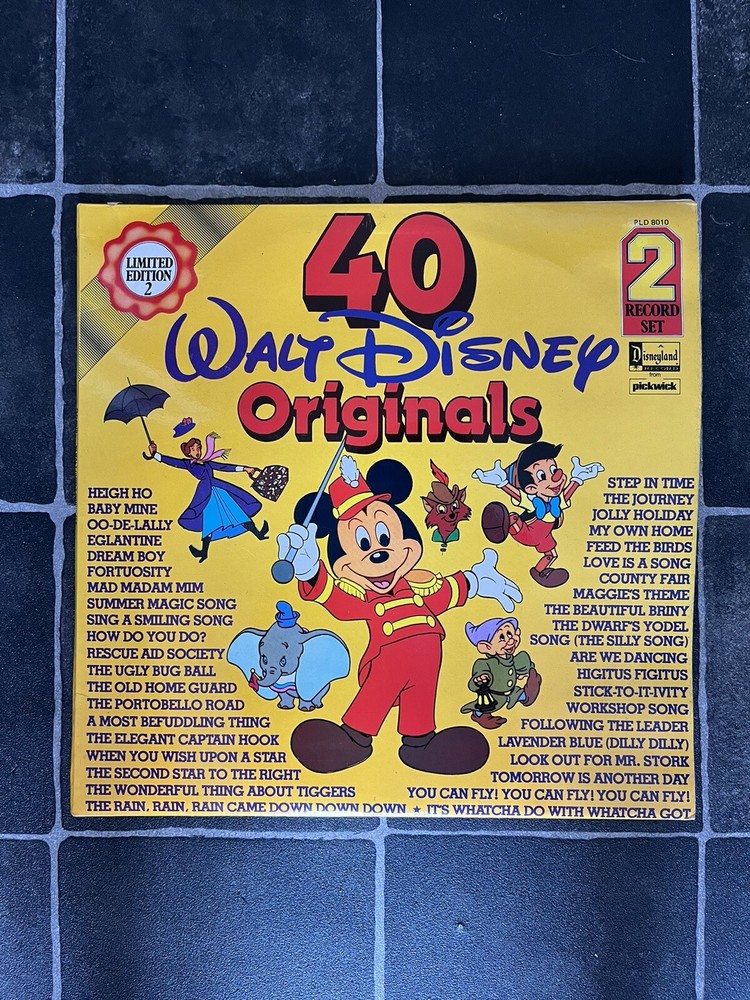 PLD 8010
LIMITED
EDITION
2
40
WALT DISNEY
Originals
2
RECORD
SET
Disneyland
RECORD
from
pickwick
HEIGH HO
BABY MINE
OO-DE-LALLY
EGLANTINE
DREAM BOY
FORTUOSITY
MAD MADAM MIM
SUMMER MAGIC SONG
SING A SMILING SONG
HOW DO YOU DO?
RESCUE AID SOCIETY
THE UGLY BUG BALL
THE OLD HOME GUARD
THE PORTOBELLO ROAD
A MOST BEFUDDLING THING
THE ELEGANT CAPTAIN HOOK
WHEN YOU WISH UPON A STAR
THE SECOND STAR TO THE RIGHT
THE WONDERFUL THING ABOUT TIGGERS
STEP IN TIME
THE JOURNEY
JOLLY HOLIDAY
MY OWN HOME
FEED THE BIRDS
LOVE IS A SONG
COUNTY FAIR
MAGGIE'S THEME
THE BEAUTIFUL BRINY
THE DWARF'S YODEL
SONG (THE SILLY SONG)
ARE WE DANCING
HIGITUS FIGITUS
STICK-TO-IT-IVITY
WORKSHOP SONG
FOLLOWING THE LEADER
LAVENDER BLUE (DILLY DILLY)
LOOK OUT FOR MR. STORK
TOMORROW IS ANOTHER DAY
YOU CAN FLY! YOU CAN FLY! YOU CAN FLY!
THE RAIN, RAIN, RAIN CAME DOWN DOWN DOWN ★ IT'S WHATCHA DO WITH WHATCHA GOT